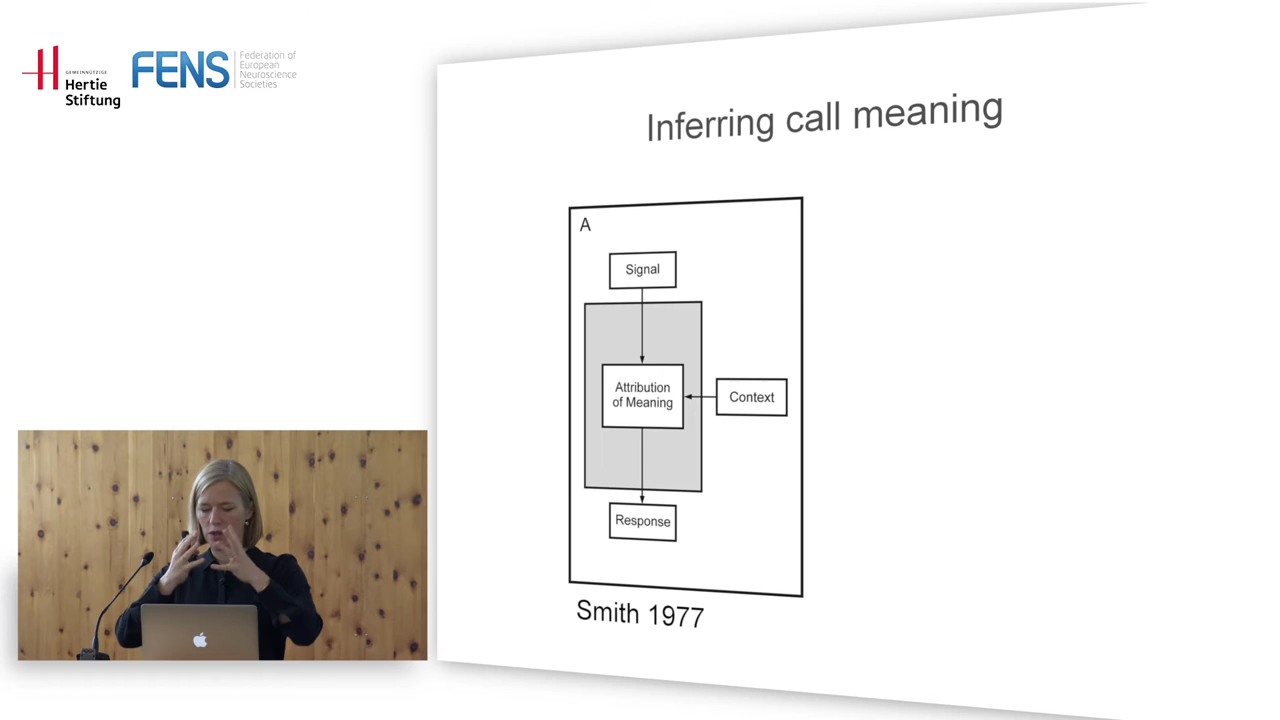 GEMEINNÜTZIGE
Hertie
Stiftung
FENS
Federation of
European
Neuroscience
Societies
Inferring call meaning
A
Signal
Attribution
of Meaning
Context
Response
Smith 1977